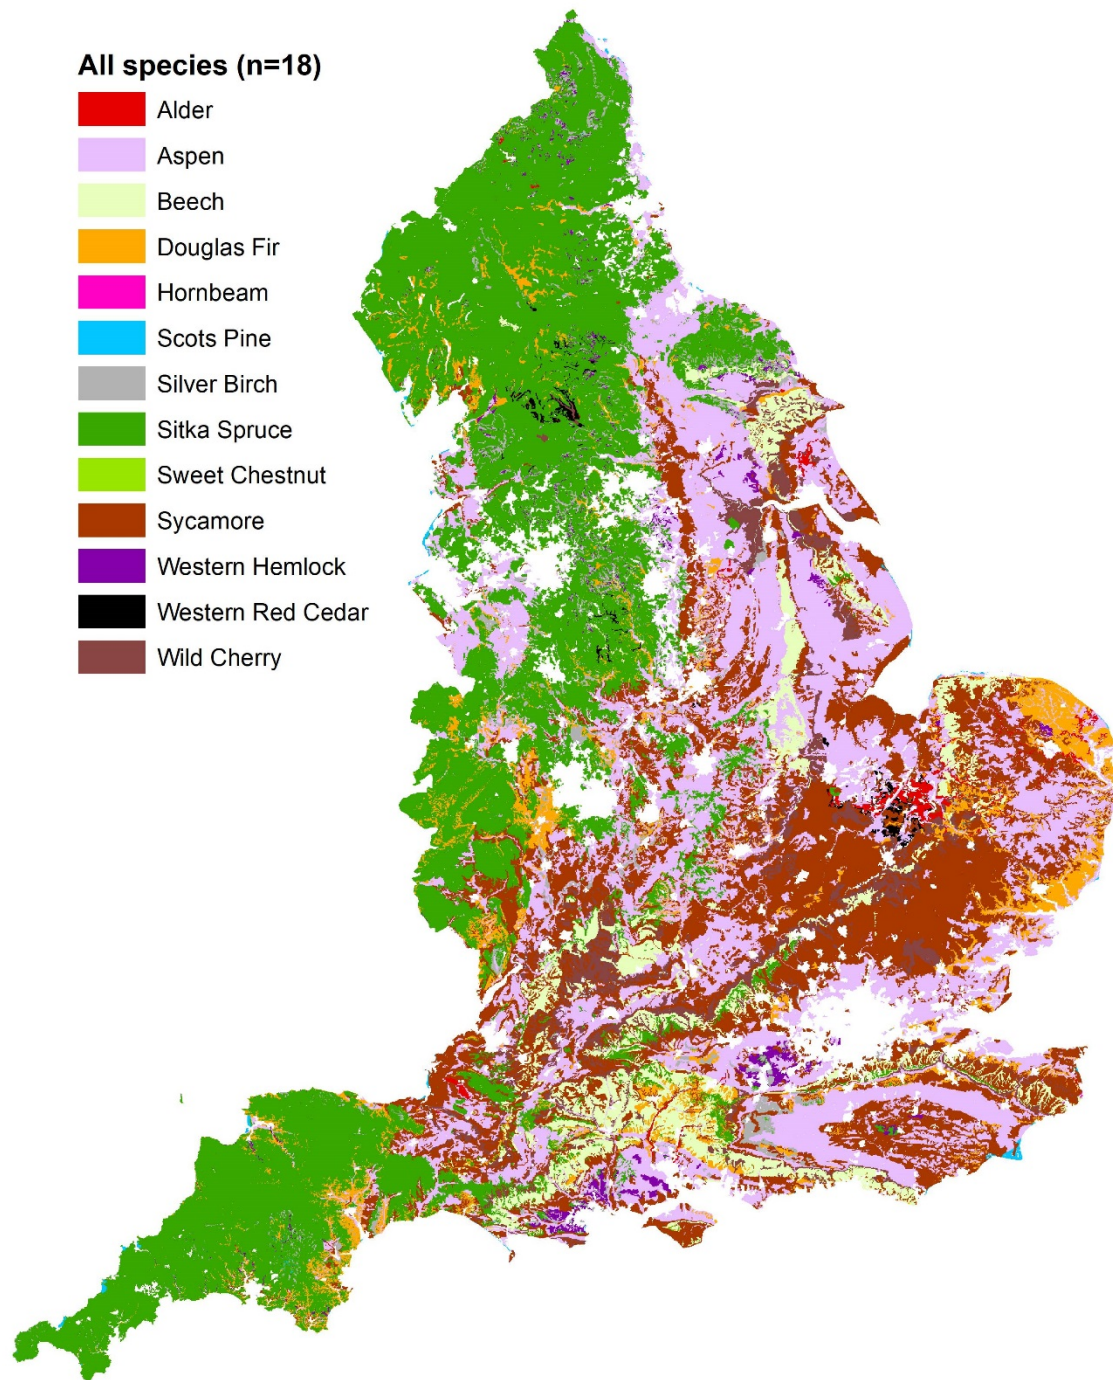 All species (n=18)
Alder
Aspen
Beech
Douglas Fir
Hornbeam
Scots Pine
Silver Birch
Sitka Spruce
Sweet Chestnut
Sycamore
Western Hemlock
Western Red Cedar
Wild Cherry